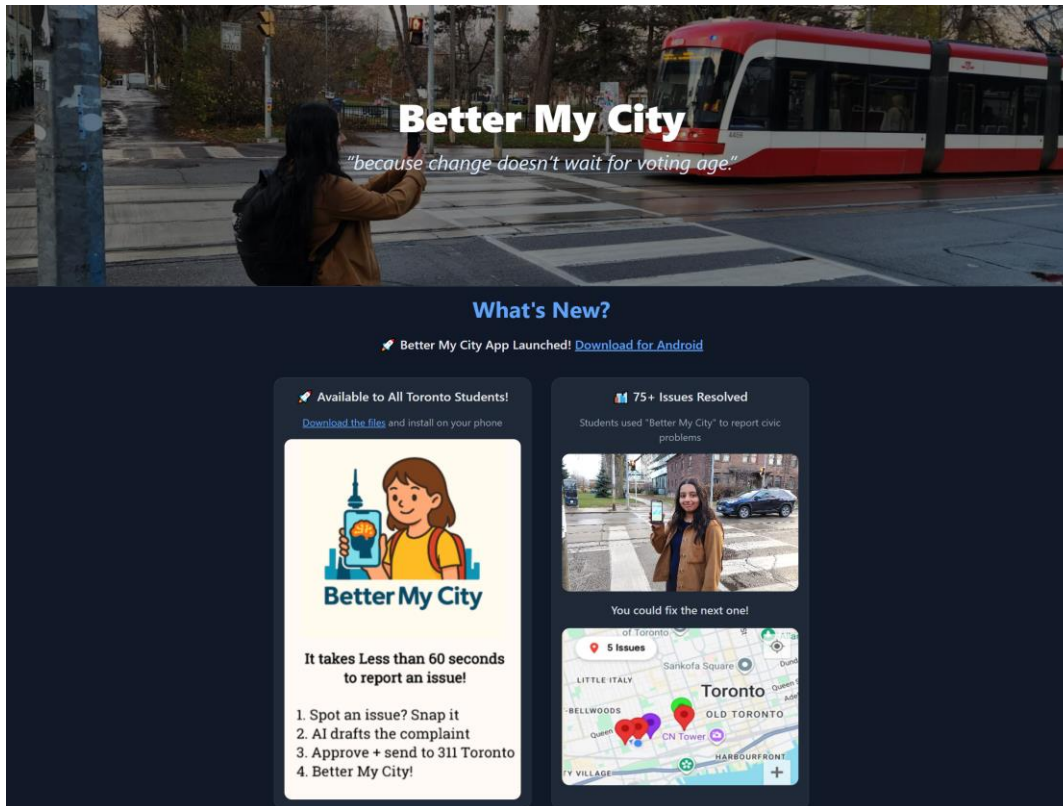 Better My City
"because change doesn't wait for voting age."
What's New?
🚀 Better My City App Launched! Download for Android
🚀 Available to All Toronto Students!
Download the files and install on your phone
Better My City
It takes Less than 60 seconds
to report an issue!
1. Spot an issue? Snap it
2. AI drafts the complaint
3. Approve + send to 311 Toronto
4. Better My City!
75+ Issues Resolved
Students used "Better My City" to report civic
problems
You could fix the next one!
of Toronto
5 Issues
Sankofa Square
LITTLE ITALY
Toronto
-BELLWOODS
OLD TORONTO
Queen
CN Tower
HARBOURFRONT
TY VILLAGE